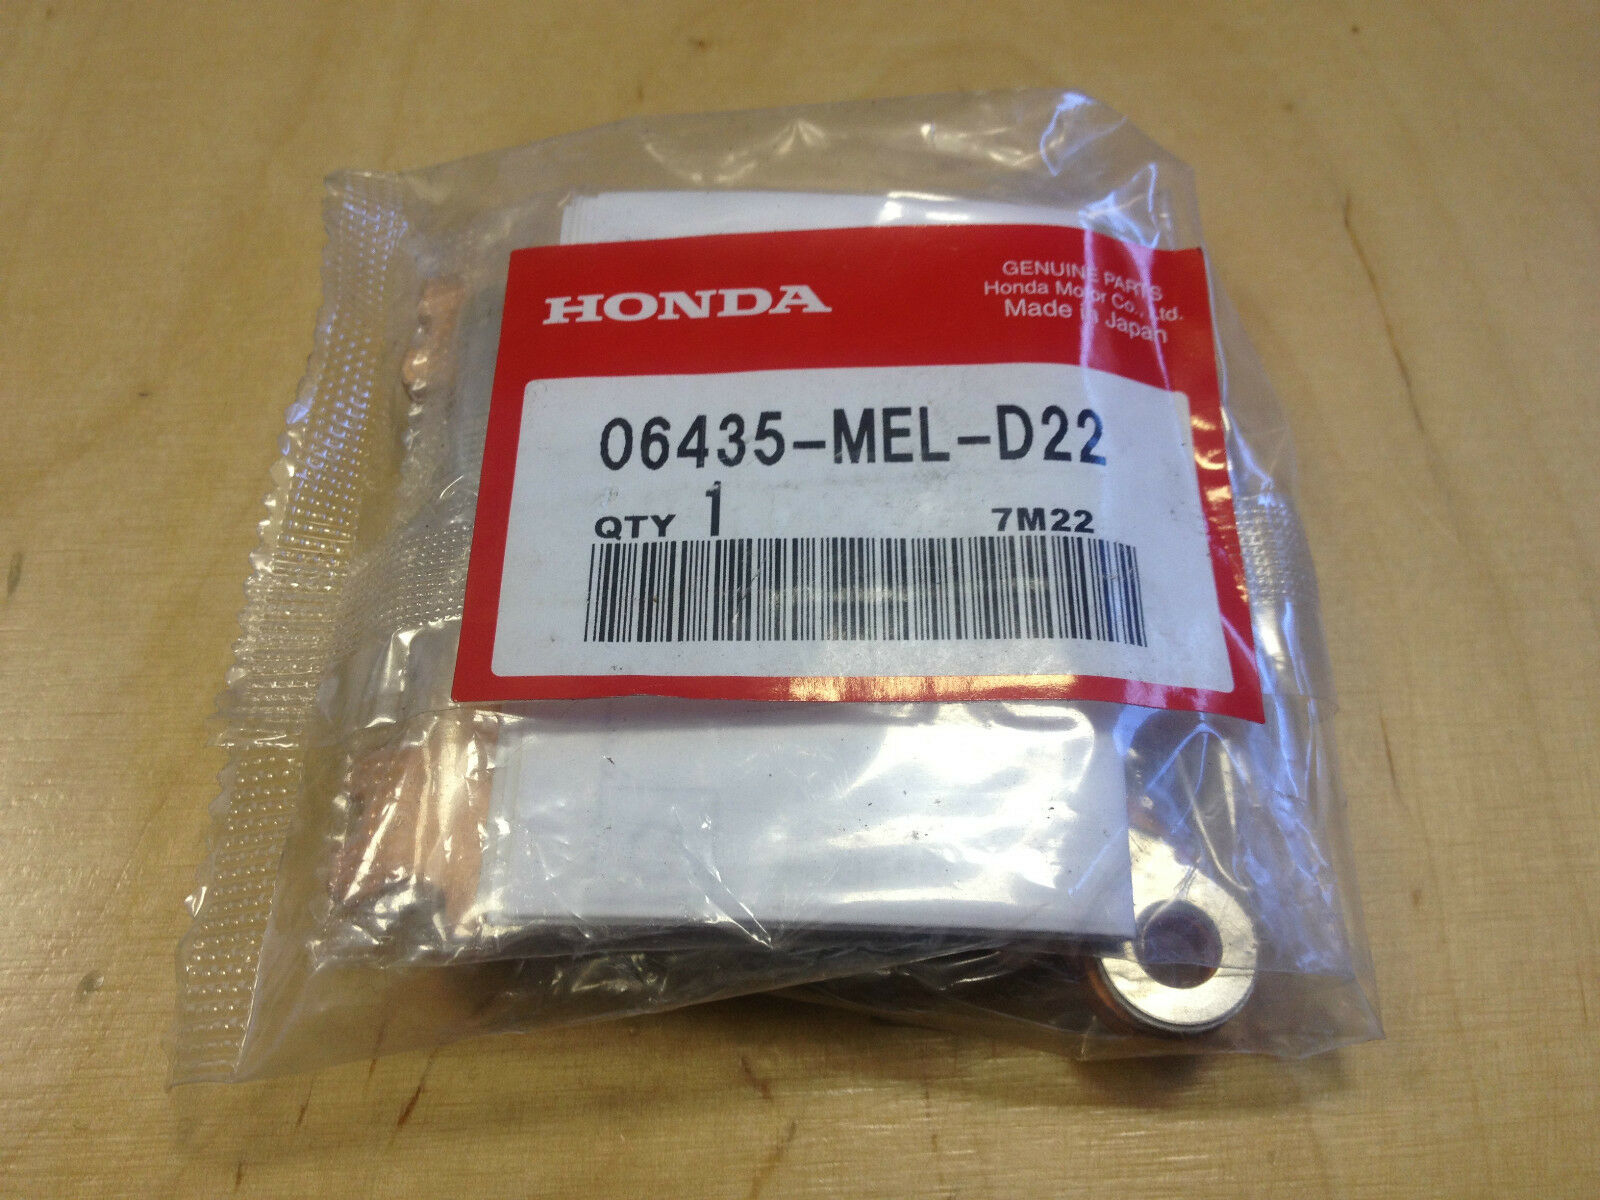 HONDA
GENUINE PARTS
Honda Motor Co., Ltd.
Made in Japan
06435-MEL-D22
QTY 1 7M22